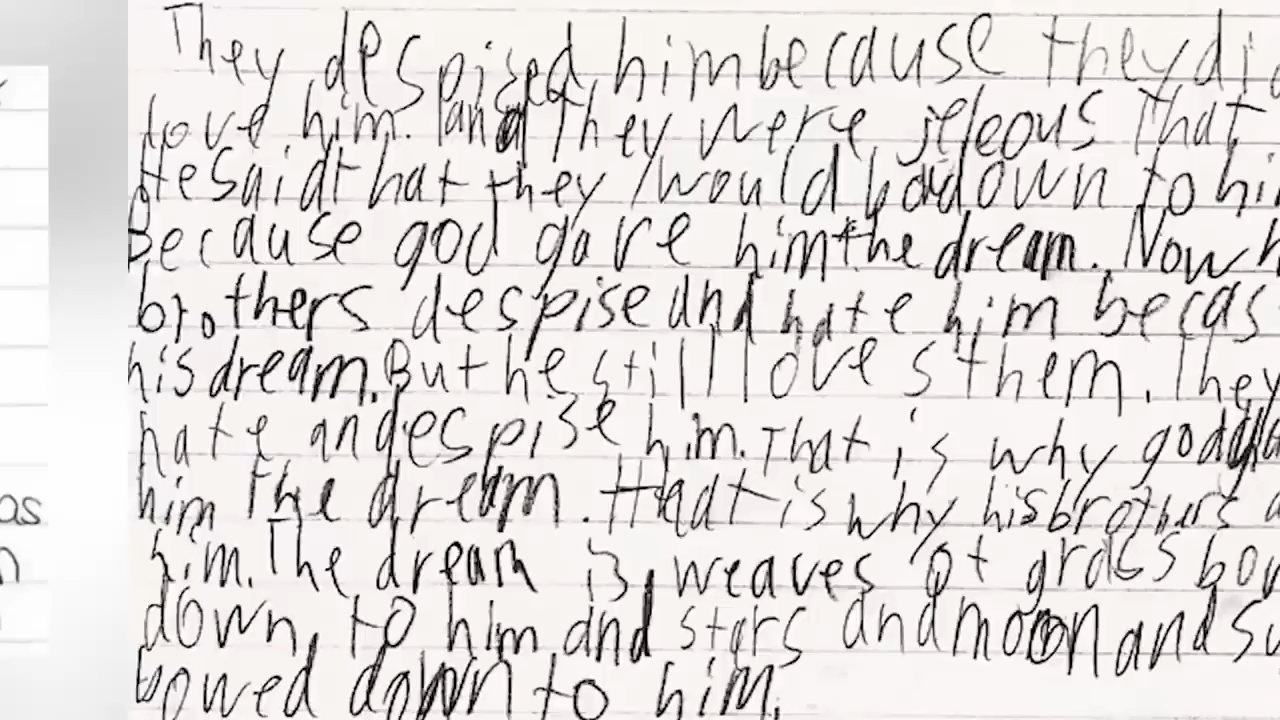 They despised him because they di
love him. and they were jeleous That
He Said that they would down to hi
Because god gave him the dream. Now h
brothers despise and hate him becas
his dream. But he still loves them. They
hate an despise him. That is why god
him The dream. is why his brothers
him. The dream is weaves of grass bow
down to him and stars and moon and Su
bowed down to him.
as
n